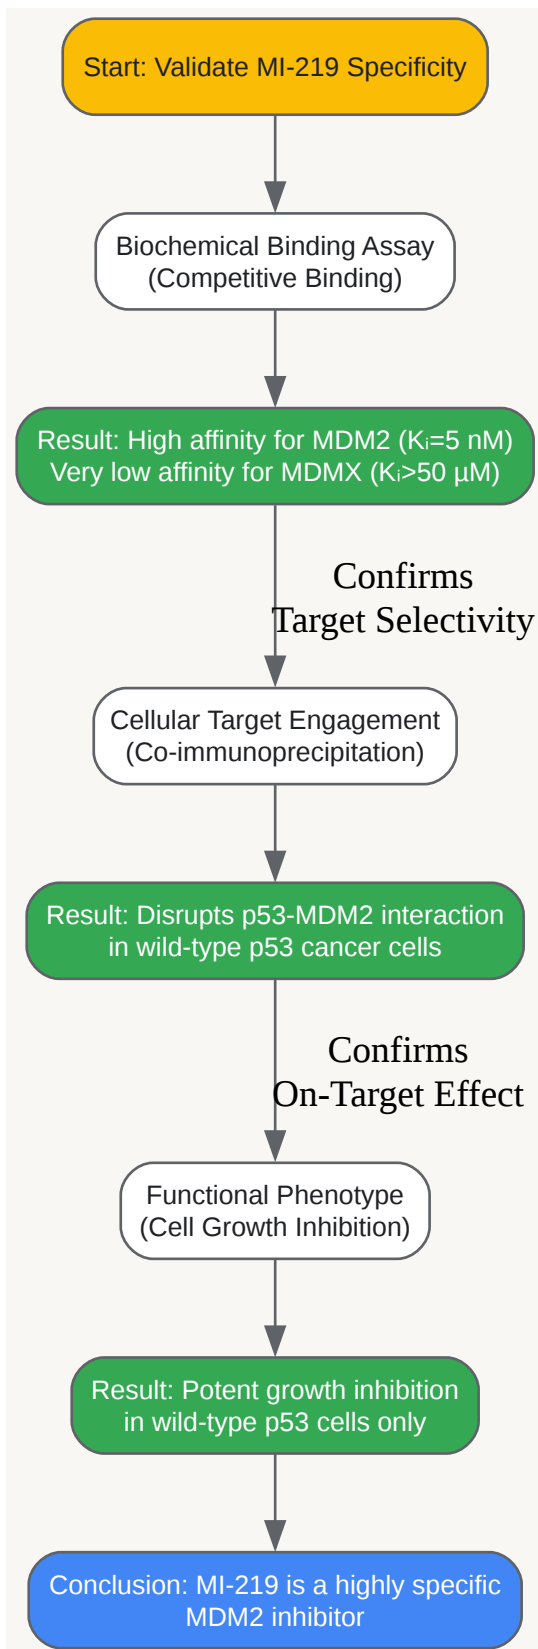 Start: Validate MI-219 Specificity
Biochemical Binding Assay
(Competitive Binding)
Result: High affinity for MDM2 (Kᵢ=5 nM)
Very low affinity for MDMX (Kᵢ>50 µM)
Confirms
Target Selectivity
Cellular Target Engagement
(Co-immunoprecipitation)
Result: Disrupts p53-MDM2 interaction
in wild-type p53 cancer cells
Confirms
On-Target Effect
Functional Phenotype
(Cell Growth Inhibition)
Result: Potent growth inhibition
in wild-type p53 cells only
Conclusion: MI-219 is a highly specific
MDM2 inhibitor